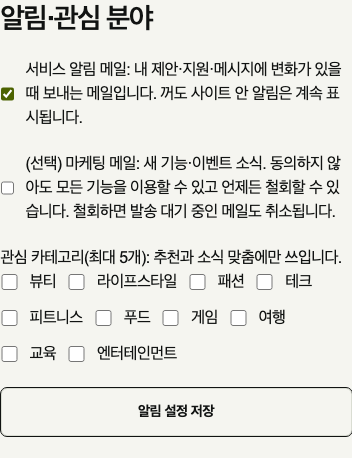 알림·관심 분야
서비스 알림 메일: 내 제안·지원·메시지에 변화가 있을
때 보내는 메일입니다. 꺼도 사이트 안 알림은 계속 표
시됩니다.
(선택) 마케팅 메일: 새 기능·이벤트 소식. 동의하지 않
아도 모든 기능을 이용할 수 있고 언제든 철회할 수 있
습니다. 철회하면 발송 대기 중인 메일도 취소됩니다.
관심 카테고리(최대 5개): 추천과 소식 맞춤에만 쓰입니다.
뷰티 라이프스타일 패션 테크
피트니스 푸드 게임 여행
교육 엔터테인먼트
알림 설정 저장